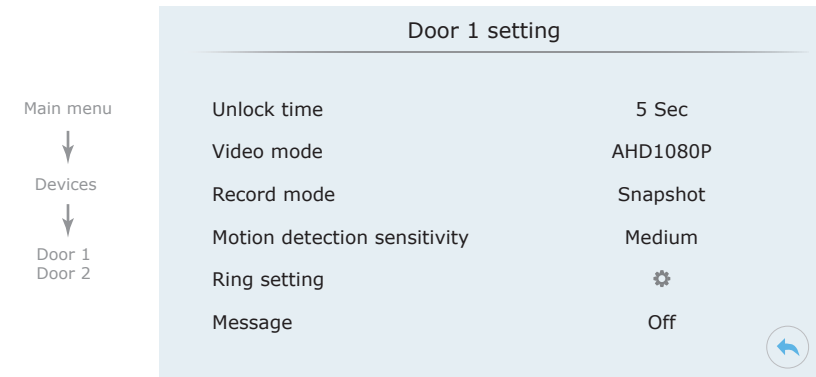 Door 1 setting
Main menu
Devices
Door 1
Door 2
Unlock time 5 Sec
Video mode AHD1080P
Record mode Snapshot
Motion detection sensitivity Medium
Ring setting
Message Off